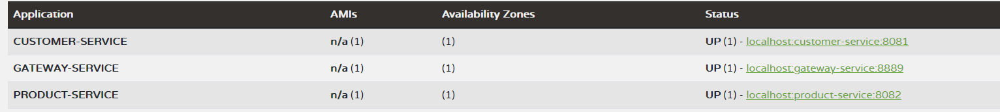 Application AMIs Availability Zones Status
CUSTOMER-SERVICE n/a (1) (1) UP (1) - localhost:customer-service:8081
GATEWAY-SERVICE n/a (1) (1) UP (1) - localhost:gateway-service:8889
PRODUCT-SERVICE n/a (1) (1) UP (1) - localhost:product-service:8082